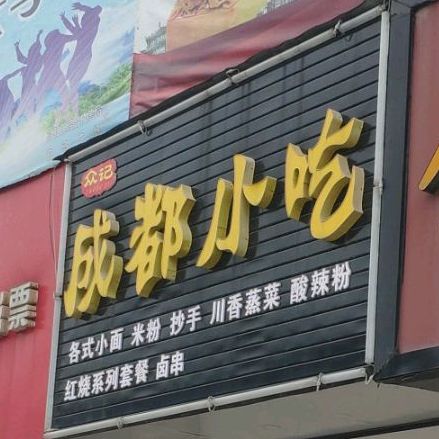 众记
成都小吃
各式小面 米粉 抄手 川香蒸菜 酸辣粉
红烧系列套餐 卤串
票